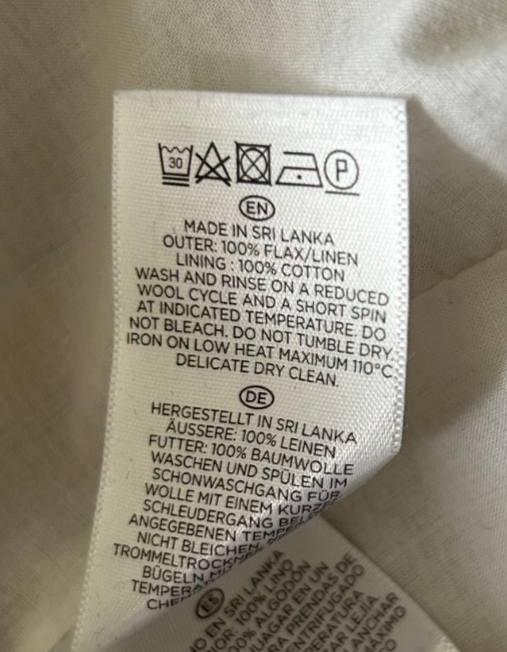 30 P
EN
MADE IN SRI LANKA
OUTER: 100% FLAX/LINEN
LINING : 100% COTTON
WASH AND RINSE ON A REDUCED
WOOL CYCLE AND A SHORT SPIN
AT INDICATED TEMPERATURE. DO
NOT BLEACH. DO NOT TUMBLE DRY.
IRON ON LOW HEAT MAXIMUM 110°C.
DELICATE DRY CLEAN.
DE
HERGESTELLT IN SRI LANKA
ÄUSSERE: 100% LEINEN
FUTTER: 100% BAUMWOLLE
WASCHEN UND SPÜLEN IM
SCHONWASCHGANG FÜR
WOLLE MIT EINEM
SCHLEUDERGANG
ANGEGEBENEN
NICHT BLEICHEN
BÜGELN
ES
EN SRI LANKA
100% LINO
ALGODÓN
EN UN
PRENDAS DE
LEJÍA